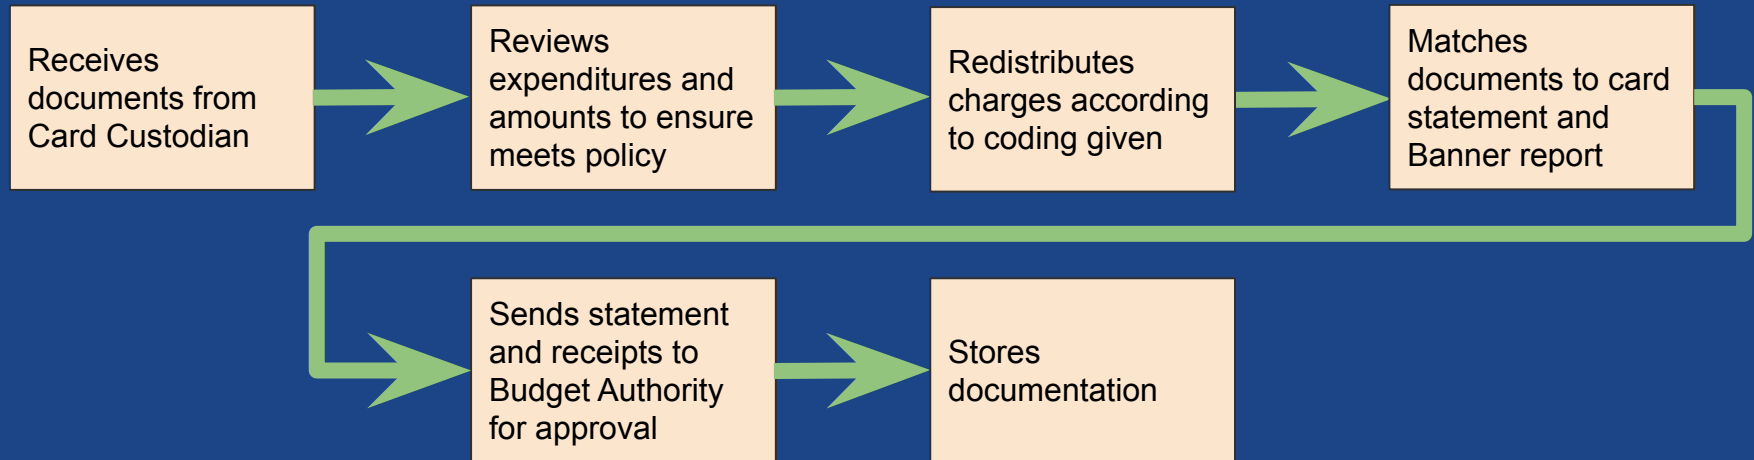 Receives
documents from
Card Custodian
Reviews
expenditures and
amounts to ensure
meets policy
Redistributes
charges according
to coding given
Matches
documents to card
statement and
Banner report
Sends statement
and receipts to
Budget Authority
for approval
Stores
documentation